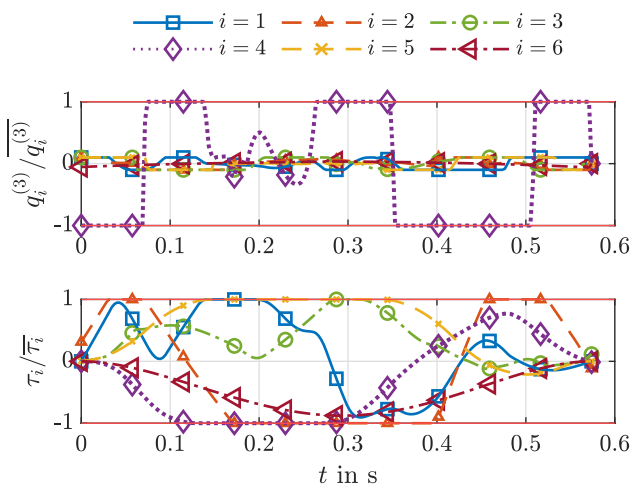 i = 1 i = 2 i = 3
i = 4 i = 5 i = 6
1
0
-1
q_i^{(3)}/\overline{q_i^{(3)}}
0 0.1 0.2 0.3 0.4 0.5 0.6
1
0
-1
τ_i/\overline{τ_i}
0 0.1 0.2 0.3 0.4 0.5 0.6
t in s